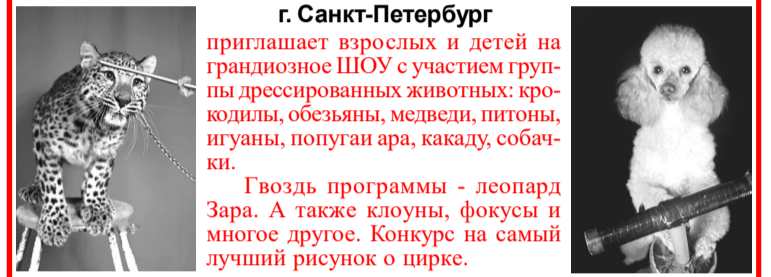 г. Санкт-Петербург
приглашает взрослых и детей на
грандиозное ШОУ с участием груп-
пы дрессированных животных: кро-
кодилы, обезьяны, медведи, питоны,
игуаны, попугаи ара, какаду, собач-
ки.
Гвоздь программы - леопард
Зара. А также клоуны, фокусы и
многое другое. Конкурс на самый
лучший рисунок о цирке.